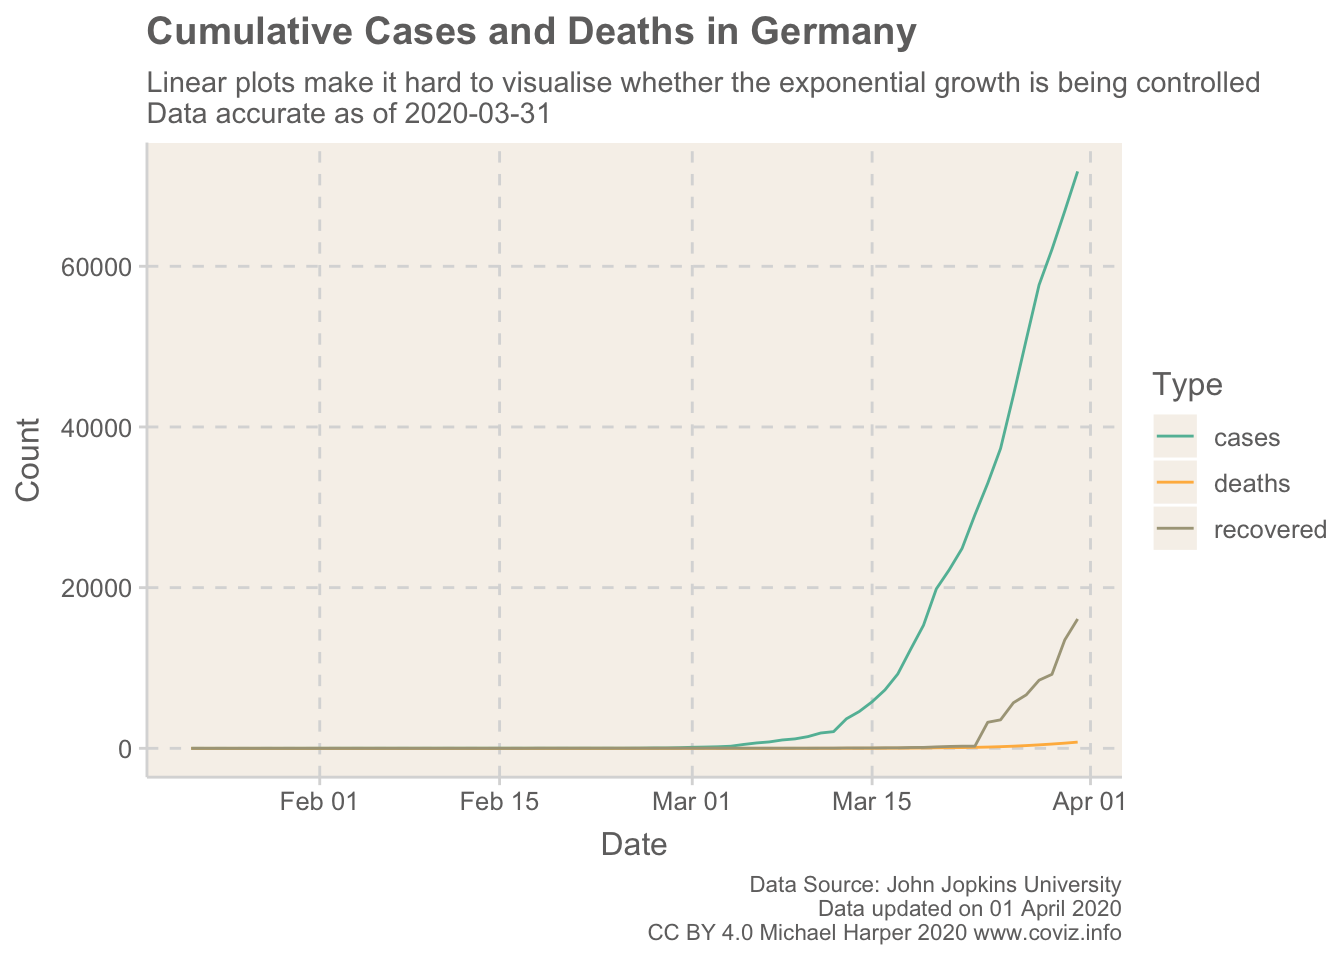 Cumulative Cases and Deaths in Germany
Linear plots make it hard to visualise whether the exponential growth is being controlled
Data accurate as of 2020-03-31
Count
60000
40000
20000
0
Feb 01
Feb 15
Mar 01
Mar 15
Apr 01
Date
Type
cases
deaths
recovered
Data Source: John Jopkins University
Data updated on 01 April 2020
CC BY 4.0 Michael Harper 2020 www.coviz.info